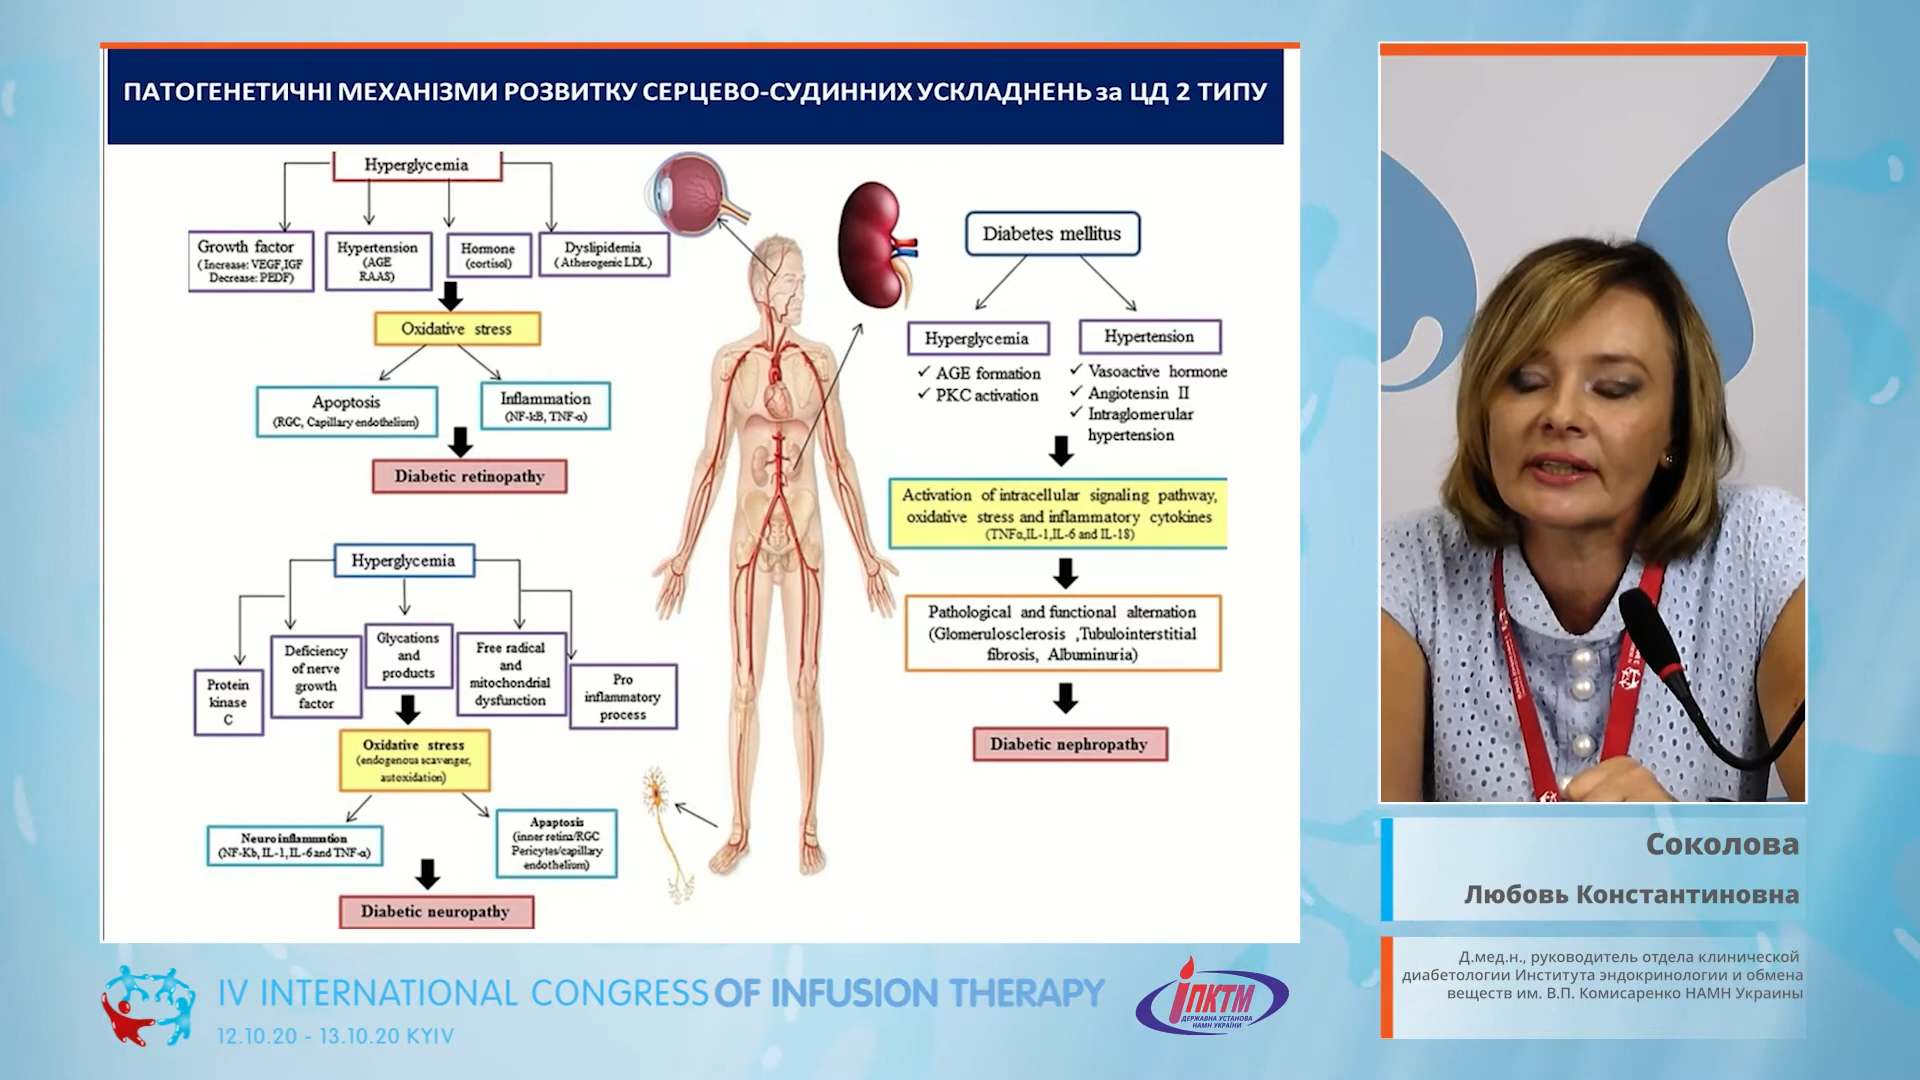 ПАТОГЕНЕТИЧНІ МЕХАНІЗМИ РОЗВИТКУ СЕРЦЕВО-СУДИННИХ УСКЛАДНЕНЬ за ЦД 2 ТИПУ
Hyperglycemia
Growth factor
(Increase: VEGF,IGF
Decrease: PEDF)
Hypertension
(AGE
RAAS)
Hormone
(cortisol)
Dyslipidemia
(Atherogenic LDL)
Oxidative stress
Apoptosis
(RGC, Capillary endothelium)
Inflammation
(NF-kB, TNF-α)
Diabetic retinopathy
Hyperglycemia
Protein
kinase
C
Deficiency
of nerve
growth
factor
Glycations
and
products
Free radical
and
mitochondrial
dysfunction
Pro
inflammatory
process
Oxidative stress
(endogenous scavenger,
autoxidation)
Neuro inflammtion
(NF-Kb, IL-1, IL-6 and TNF-α)
Apaptosis
(inner retina/RGC
Pericytes/capillary
endothelium)
Diabetic neuropathy
Diabetes mellitus
Hyperglycemia
✓ AGE formation
✓ PKC activation
Hypertension
✓ Vasoactive hormone
✓ Angiotensin II
✓ Intraglomerular
hypertension
Activation of intracellular signaling pathway,
oxidative stress and inflammatory cytokines
(TNFα,IL-1,IL-6 and IL-18)
Pathological and functional alternation
(Glomerulosclerosis ,Tubulointerstitial
fibrosis, Albuminuria)
Diabetic nephropathy
Соколова
Любовь Константиновна
Д.мед.н., руководитель отдела клинической
диабетологии Института эндокринологии и обмена
веществ им. В.П. Комисаренко НАМН Украины
IV INTERNATIONAL CONGRESS OF INFUSION THERAPY
12.10.20 - 13.10.20 KYIV
ІПКТМ
ДЕРЖАВНА УСТАНОВА
НАМН УКРАЇНИ